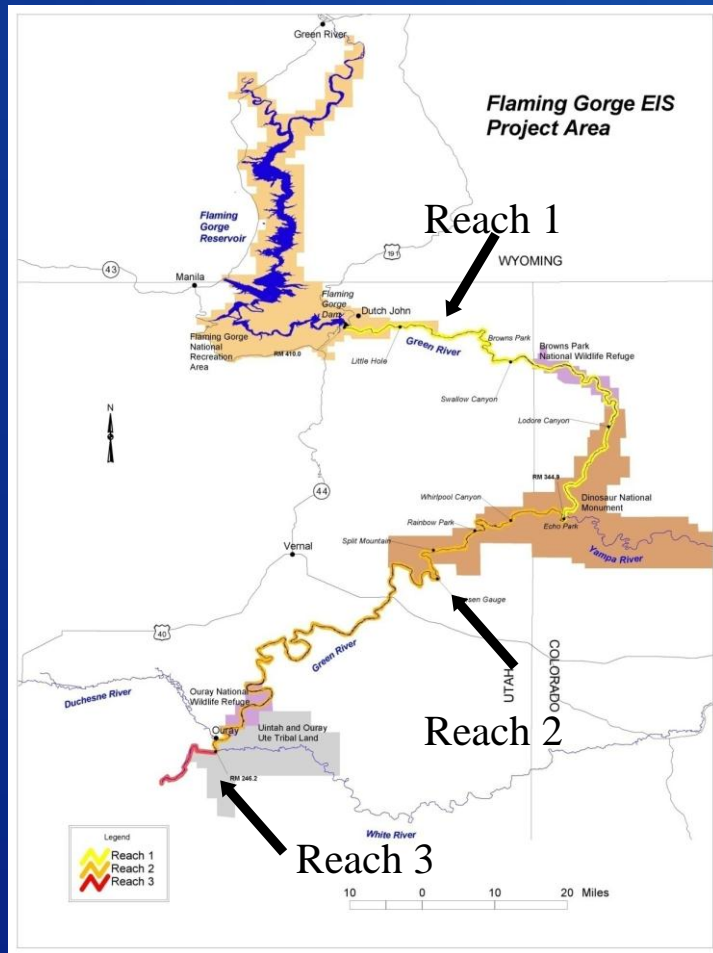 Green River
Flaming Gorge EIS
Project Area
Flaming
Gorge
Reservoir
Reach 1
191
WYOMING
43
Manila
Flaming
Gorge
Dam
Dutch John
Flaming Gorge
National
Recreation
Area
RM 410.0
Little Hole
Green River
Browns Park
Browns Park
National Wildlife Refuge
Swallow Canyon
Lodore Canyon
N
RM 344.9
Dinosaur National
Monument
44
Whirlpool Canyon
Rainbow Park
Echo Park
Split Mountain
Yampa River
Vernal
sen Gauge
40
Green River
UTAH
COLORADO
Duchesne River
Ouray National
Wildlife Refuge
Reach 2
Ouray
Uintah and Ouray
Ute Tribal Land
RM 246.2
White River
Legend
Reach 1
Reach 2
Reach 3
Reach 3
10 0 10 20 Miles